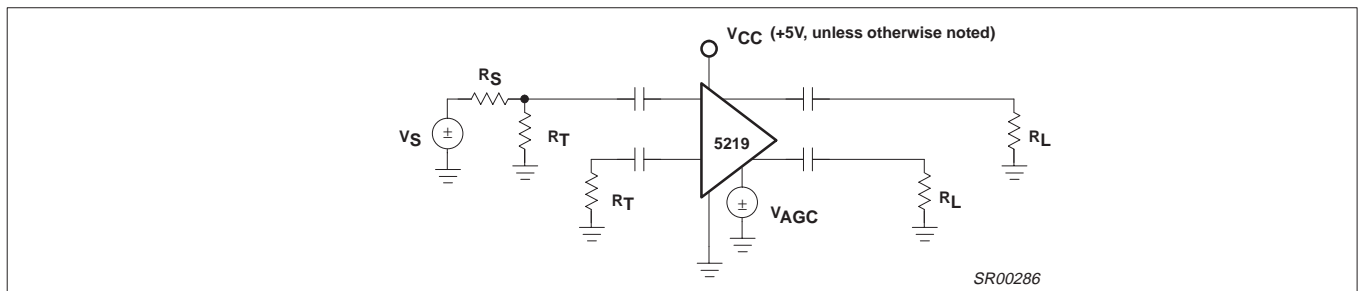 VCC (+5V, unless otherwise noted)
RS
VS
RT
5219
RL
RT
VAGC
RL
SR00286